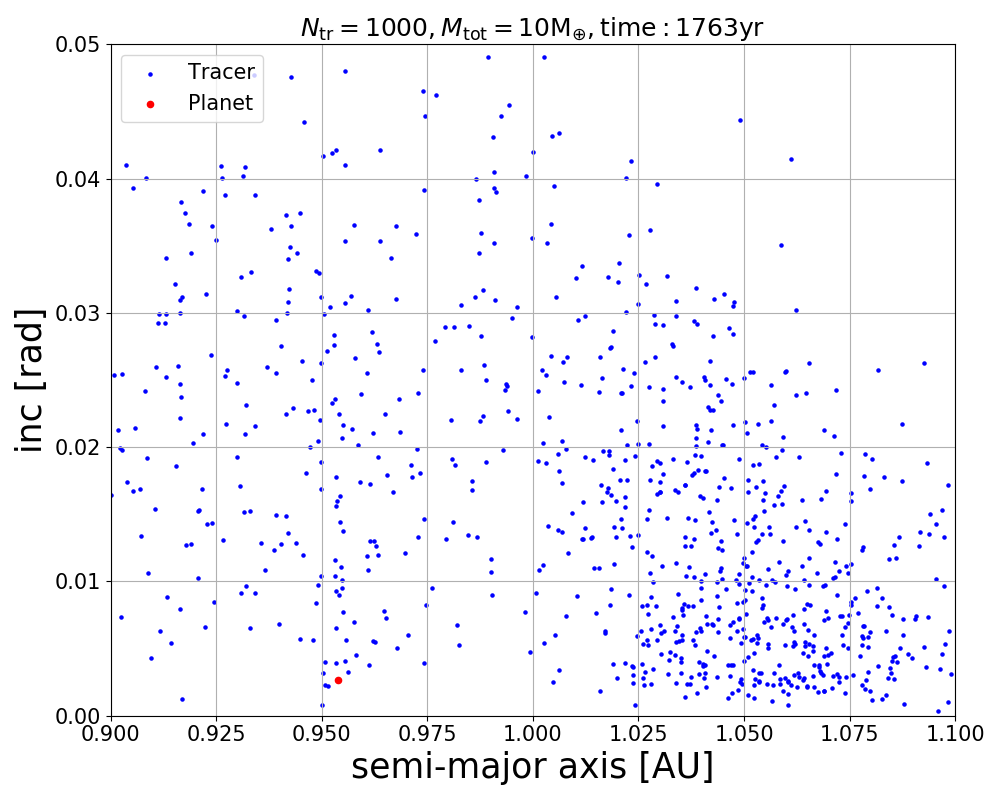 N_tr = 1000, M_tot = 10M_⊕, time : 1763yr
0.05
Tracer
Planet
0.04
0.03
inc [rad]
0.02
0.01
0.00
0.900 0.925 0.950 0.975 1.000 1.025 1.050 1.075 1.100
semi-major axis [AU]